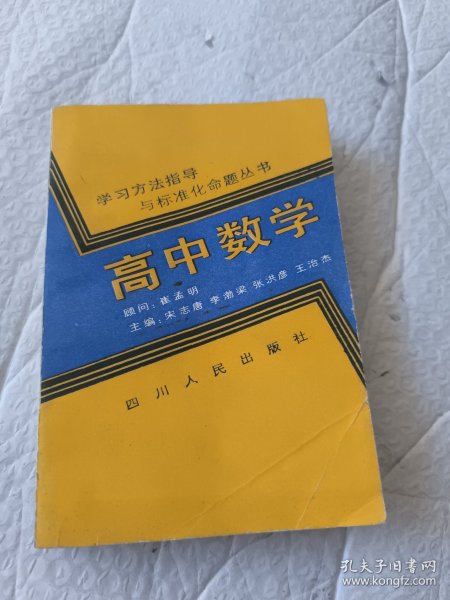 学习方法指导
与标准化命题丛书
高中数学
顾问：崔孟明
主编：宋志唐 李渤梁 张洪彦 王治杰
四川人民出版社
孔夫子旧书网
www.kongfz.com